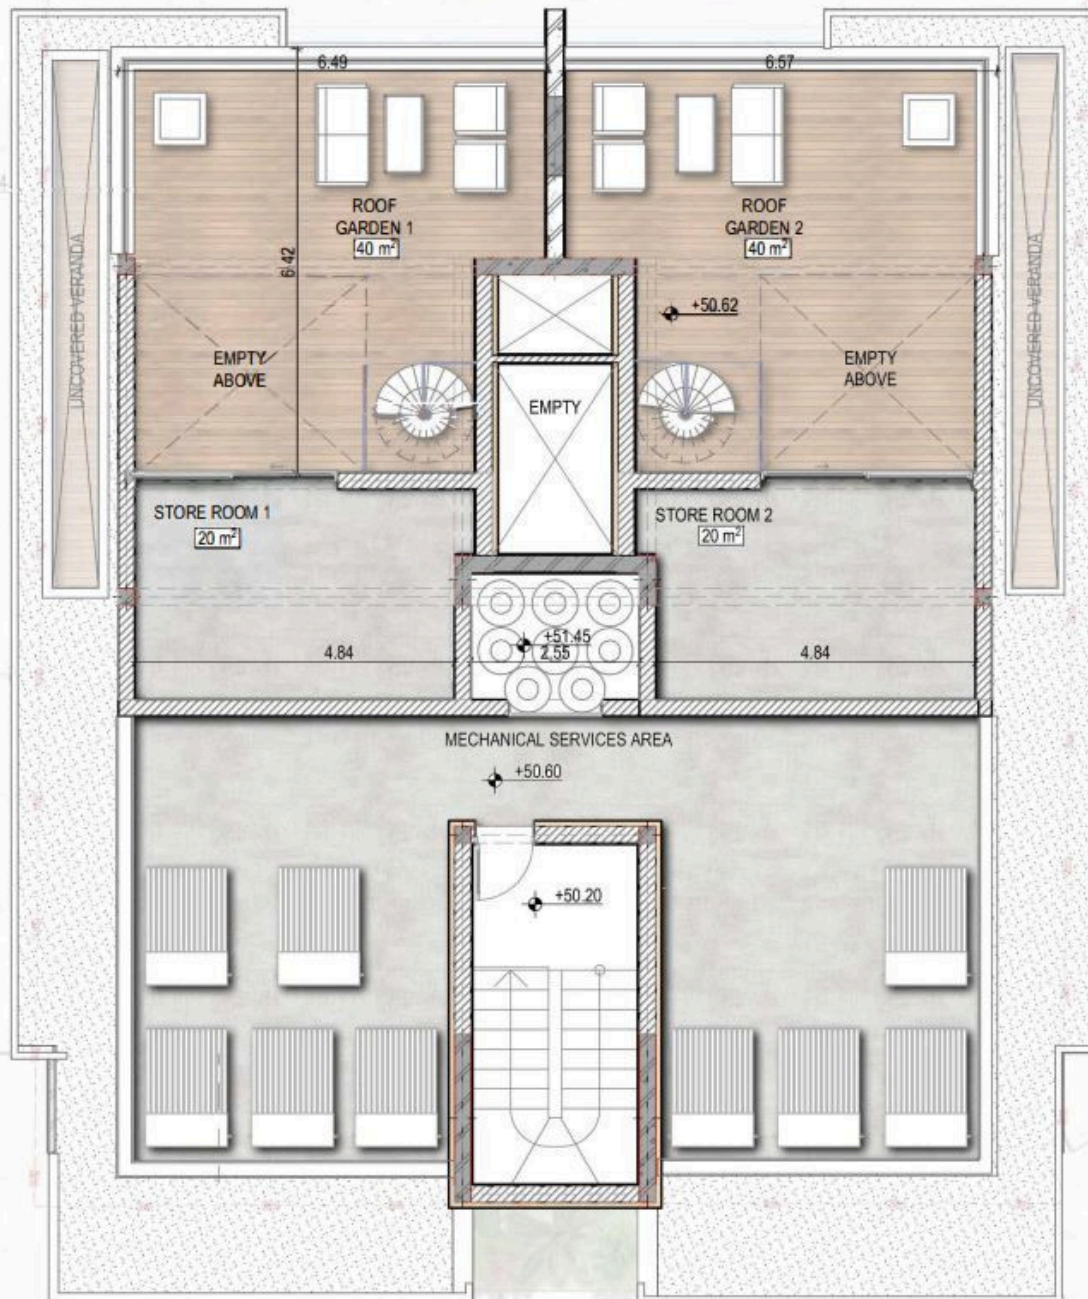 6.49
6.57
ROOF
GARDEN 1
40 m²
ROOF
GARDEN 2
40 m²
UNCOVERED VERANDA
UNCOVERED VERANDA
6.42
+50.62
EMPTY
ABOVE
EMPTY
ABOVE
EMPTY
STORE ROOM 1
20 m²
STORE ROOM 2
20 m²
+51.45
2.55
4.84
4.84
MECHANICAL SERVICES AREA
+50.60
+50.20